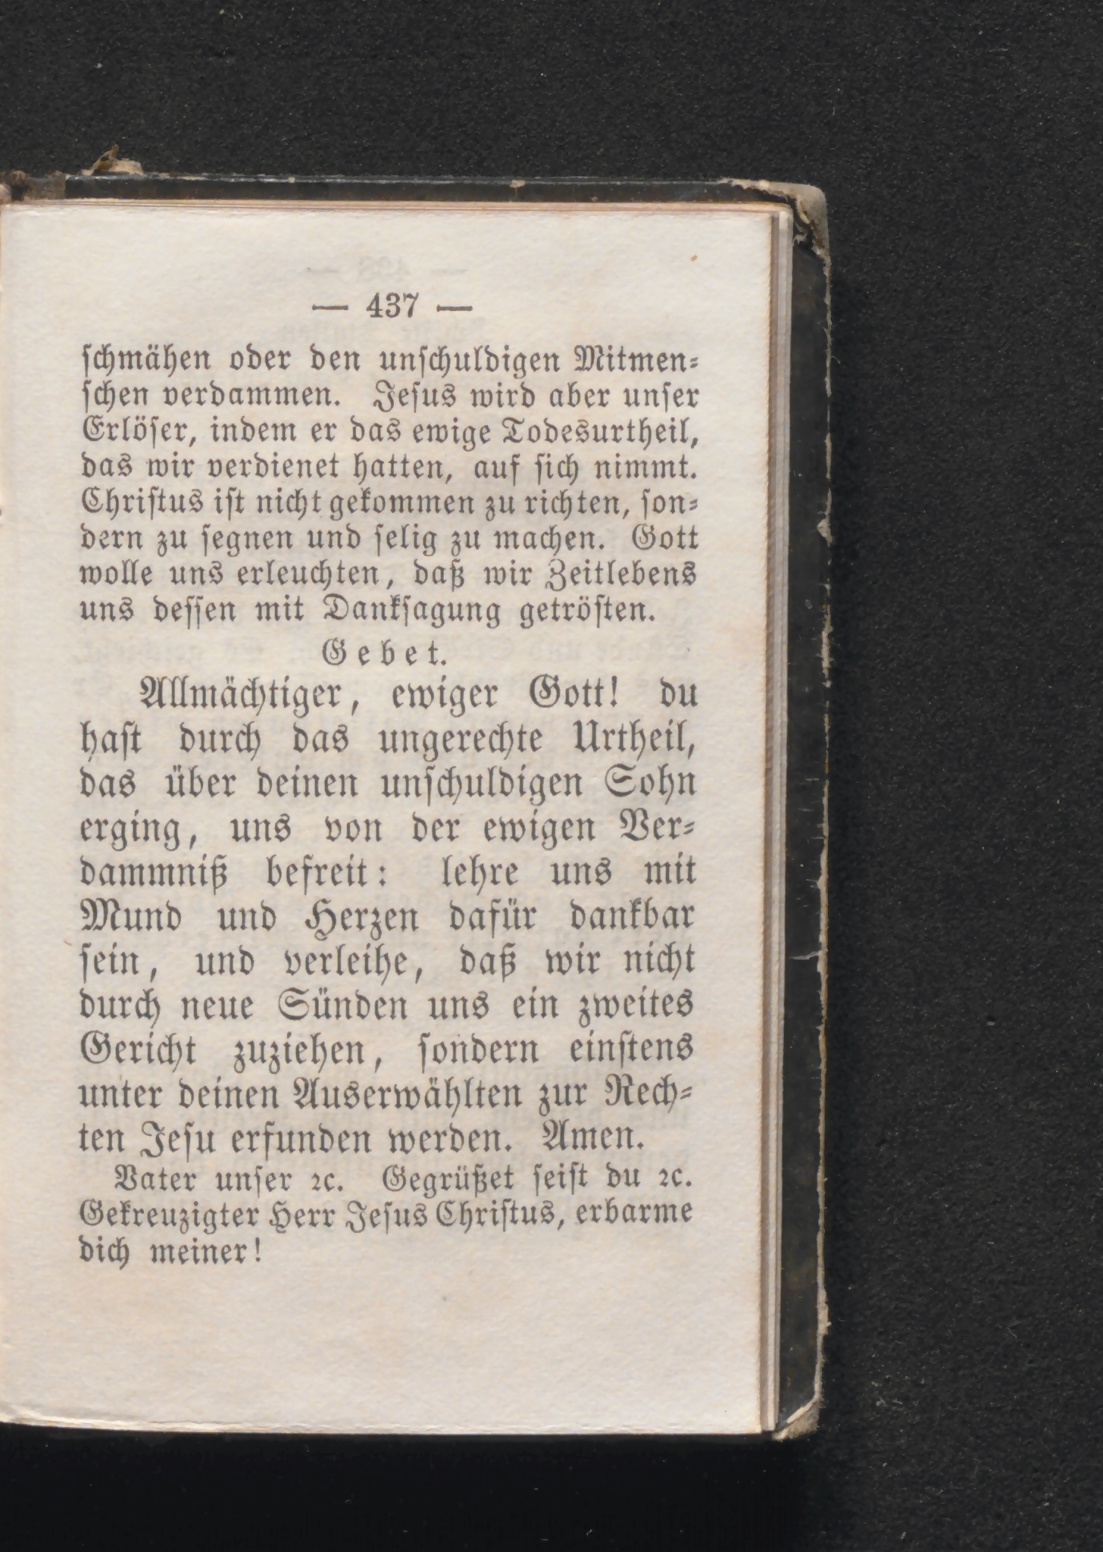 — 437 —
schmähen oder den unschuldigen Mitmen-
schen verdammen. Jesus wird aber unser
Erlöser, indem er das ewige Todesurtheil,
das wir verdienet hatten, auf sich nimmt.
Christus ist nicht gekommen zu richten, son-
dern zu segnen und selig zu machen. Gott
wolle uns erleuchten, daß wir Zeitlebens
uns dessen mit Danksagung getrösten.
Gebet.
Allmächtiger, ewiger Gott! du
hast durch das ungerechte Urtheil,
das über deinen unschuldigen Sohn
erging, uns von der ewigen Ver-
dammniß befreit: lehre uns mit
Mund und Herzen dafür dankbar
sein, und verleihe, daß wir nicht
durch neue Sünden uns ein zweites
Gericht zuziehen, sondern einstens
unter deinen Auserwählten zur Rech-
ten Jesu erfunden werden. Amen.
Vater unser ꝛc. Gegrüßet seist du ꝛc.
Gekreuzigter Herr Jesus Christus, erbarme
dich meiner!